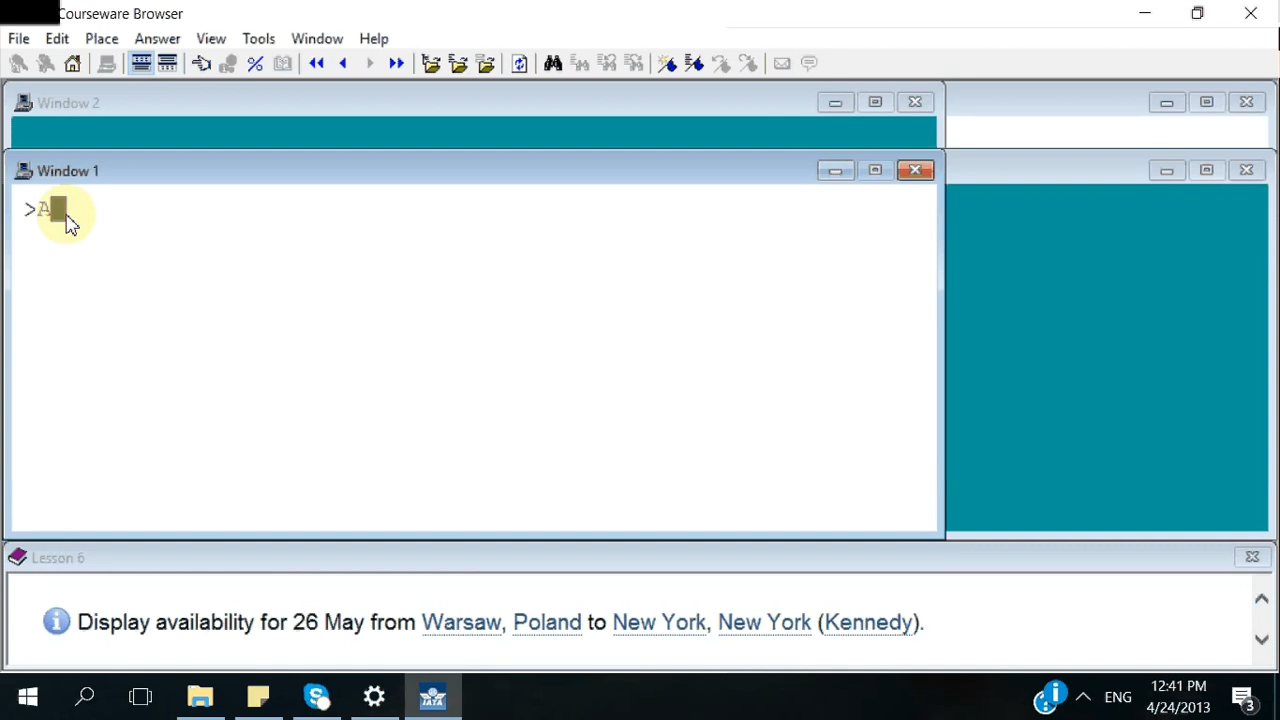 Courseware Browser
File Edit Place Answer View Tools Window Help
Window 2
Window 1
>A
Lesson 6
Display availability for 26 May from Warsaw, Poland to New York, New York (Kennedy).
IATA
ENG
12:41 PM
4/24/2013
3